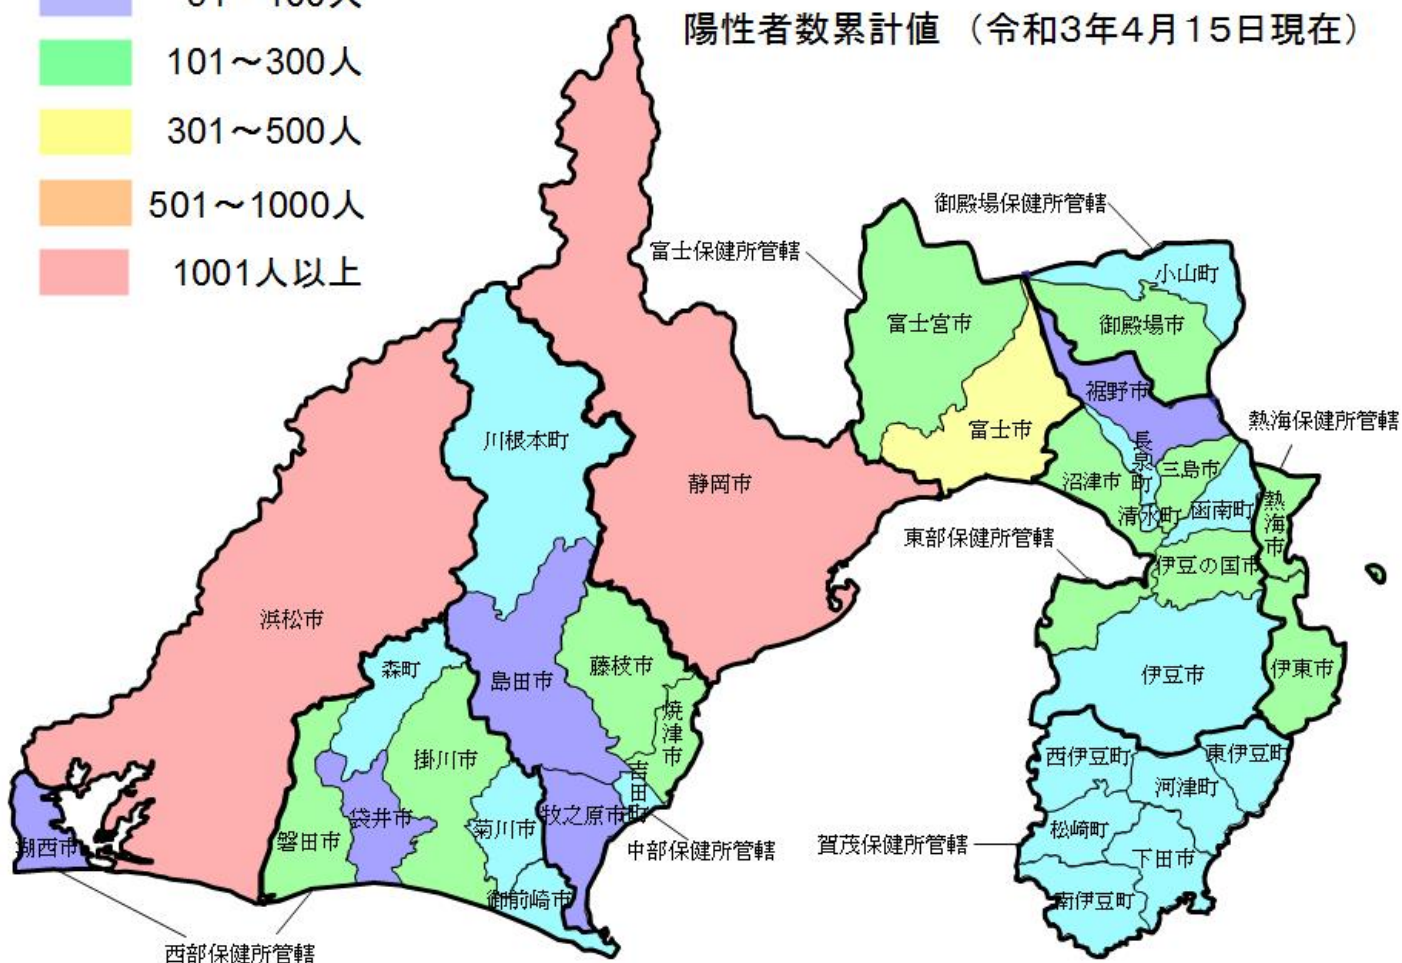 陽性者数累計値 （令和3年4月15日現在）
101～300人
301～500人
501～1000人
1001人以上
御殿場保健所管轄
富士保健所管轄
小山町
富士宮市
御殿場市
裾野市
熱海保健所管轄
川根本町
富士市
長泉町
三島市
静岡市
沼津市
清水町
函南町
熱海市
東部保健所管轄
伊豆の国市
浜松市
森町
島田市
藤枝市
伊豆市
伊東市
焼津市
掛川市
西伊豆町
東伊豆町
河津町
吉田町
湖西市
磐田市
袋井市
菊川市
牧之原市
松崎町
中部保健所管轄
賀茂保健所管轄
下田市
御前崎市
南伊豆町
西部保健所管轄